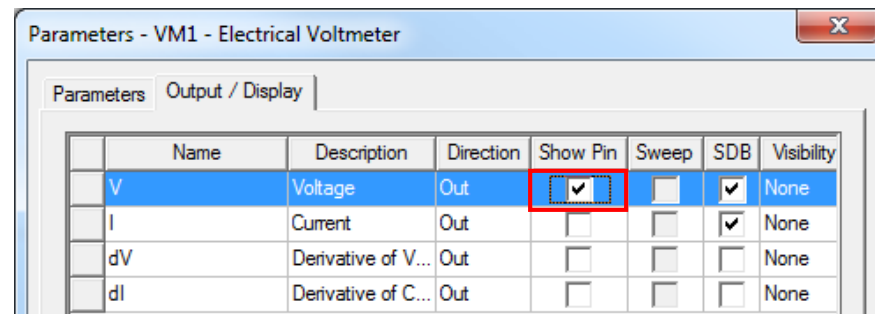 Parameters - VM1 - Electrical Voltmeter
Parameters Output / Display
Name Description Direction Show Pin Sweep SDB Visibility
V Voltage Out None
I Current Out None
dV Derivative of V... Out None
dI Derivative of C... Out None